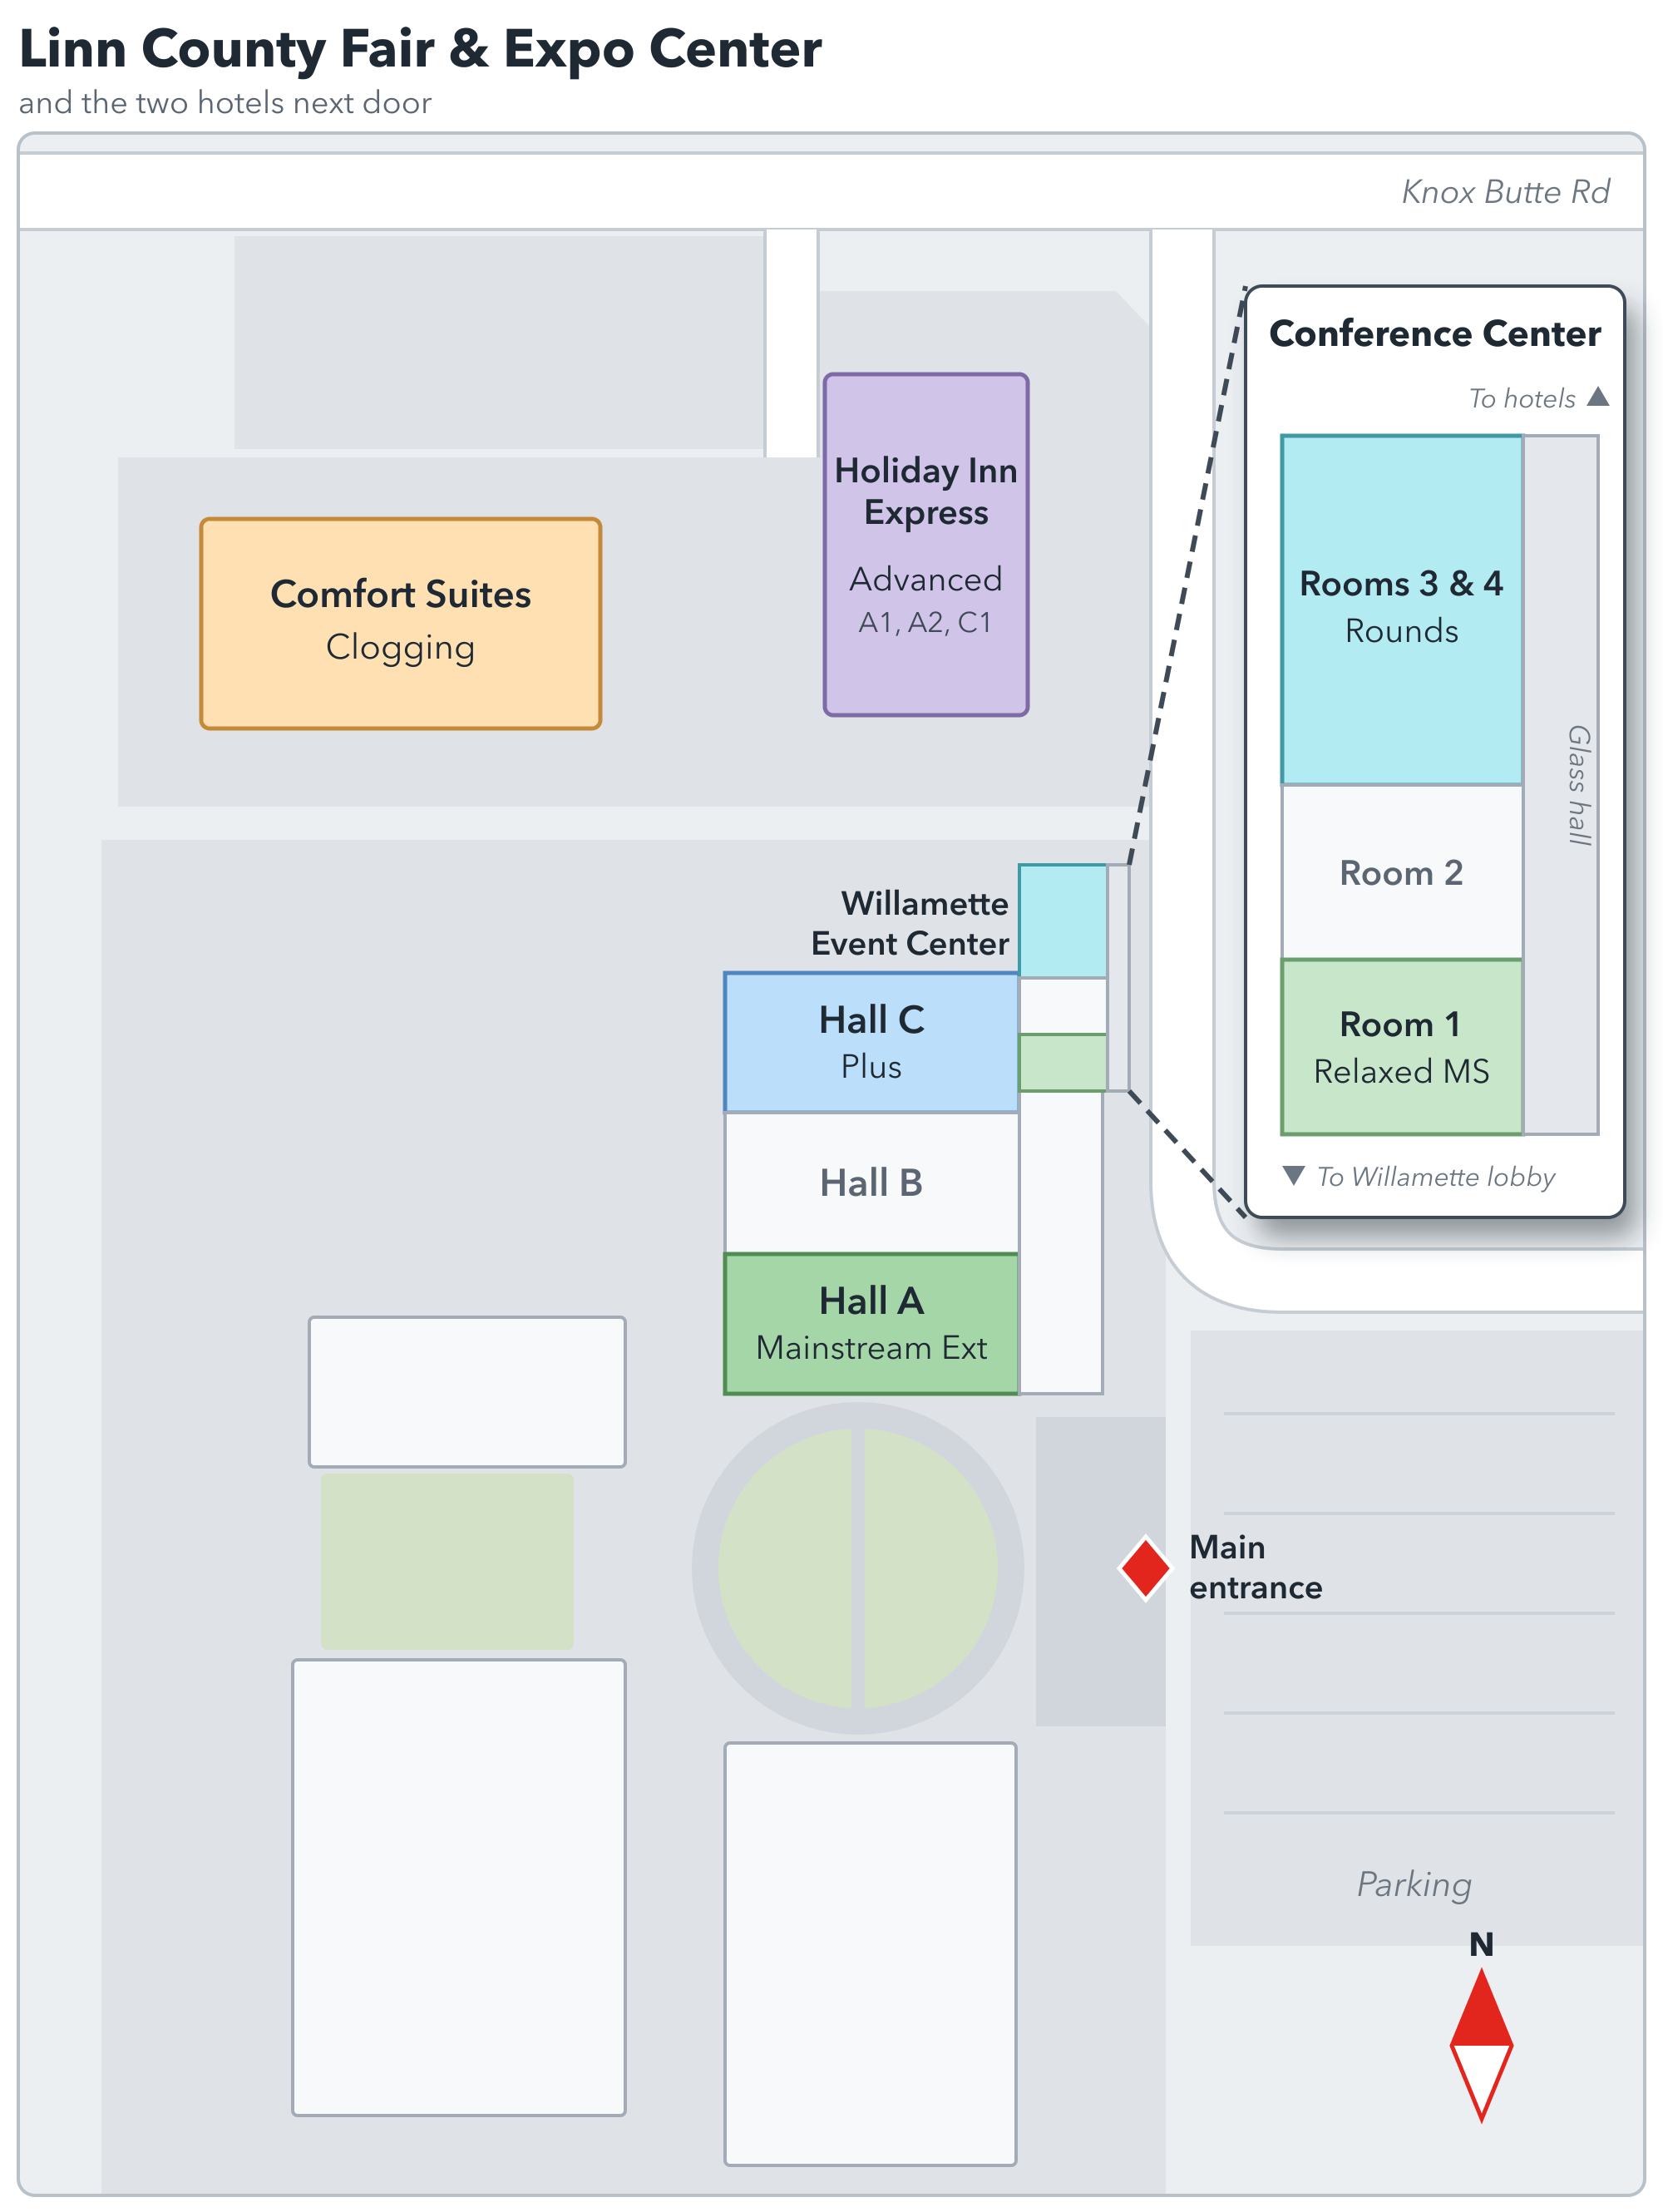 Linn County Fair & Expo Center
and the two hotels next door
Knox Butte Rd
Conference Center
To hotels
Holiday Inn
Express
Advanced
A1, A2, C1
Comfort Suites
Clogging
Rooms 3 & 4
Rounds
Glass hall
Room 2
Room 1
Relaxed MS
To Willamette lobby
Willamette
Event Center
Hall C
Plus
Hall B
Hall A
Mainstream Ext
Main
entrance
Parking
N